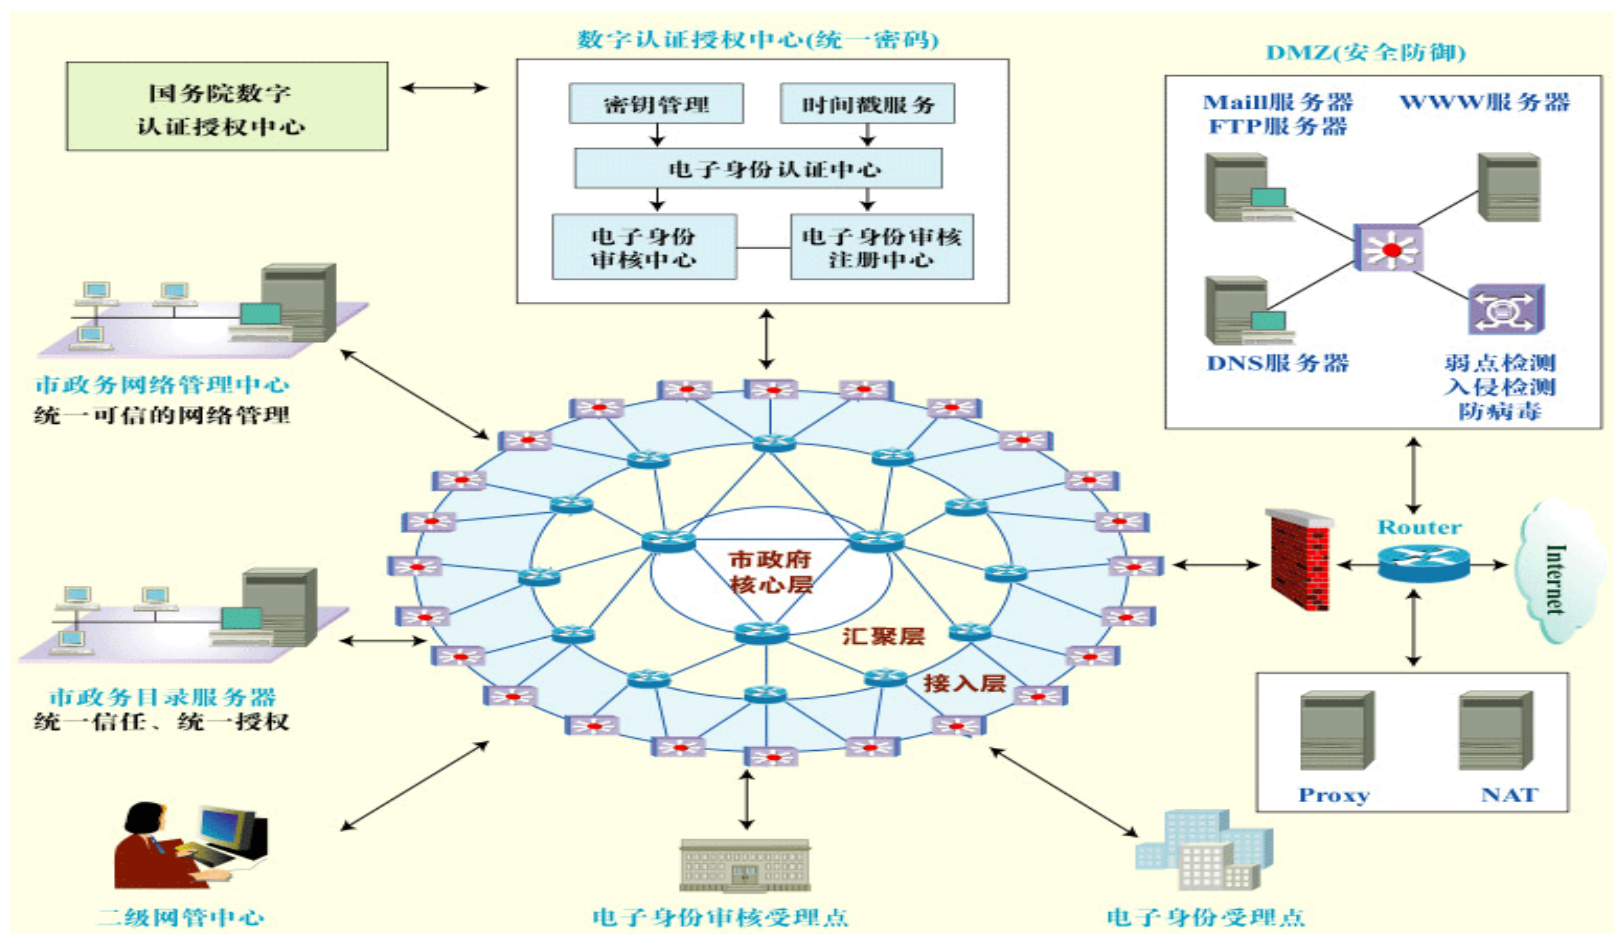 数字认证授权中心(统一密码)
DMZ(安全防御)
国务院数字
认证授权中心
密钥管理
时间戳服务
电子身份认证中心
电子身份
审核中心
电子身份审核
注册中心
Maill服务器
FTP服务器
WWW服务器
DNS服务器
弱点检测
入侵检测
防病毒
市政务网络管理中心
统一可信的网络管理
市政府
核心层
汇聚层
接入层
Router
Internet
市政务目录服务器
统一信任、统一授权
Proxy
NAT
二级网管中心
电子身份审核受理点
电子身份受理点